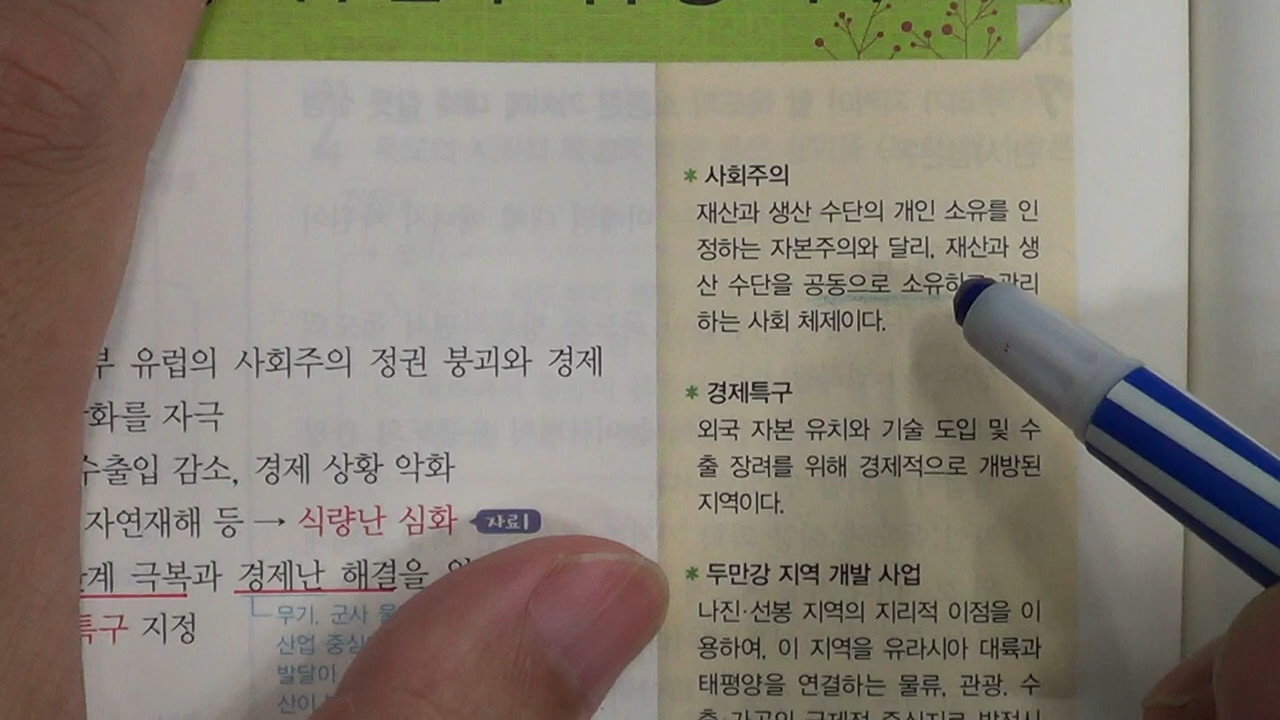 유럽의 사회주의 정권 붕괴와 경제
화를 자극
수출입 감소, 경제 상황 악화
자연재해 등 → 식량난 심화 자료1
극복과 경제난 해결을
무기, 군사
산업
발달이
산이
특구 지정
* 사회주의
재산과 생산 수단의 개인 소유를 인
정하는 자본주의와 달리, 재산과 생
산 수단을 공동으로 관리
하는 사회 체제이다.
* 경제특구
외국 자본 유치와 기술 도입 및 수
출 장려를 위해 경제적으로 개방된
지역이다.
* 두만강 지역 개발 사업
나진·선봉 지역의 지리적 이점을 이
용하여, 이 지역을 유라시아 대륙과
태평양을 연결하는 물류, 관광, 수